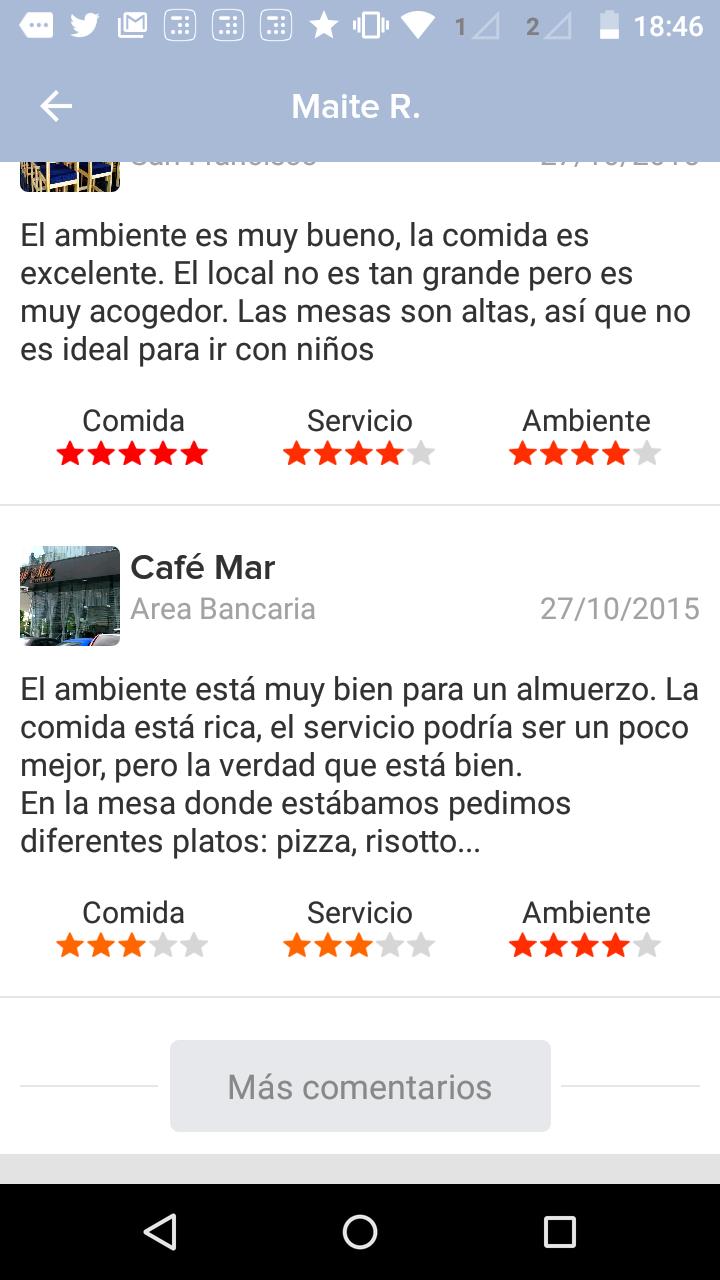 1
2
18:46
Maite R.
San Francisco 27/10/2015
El ambiente es muy bueno, la comida es
excelente. El local no es tan grande pero es
muy acogedor. Las mesas son altas, así que no
es ideal para ir con niños
Comida Servicio Ambiente
Café Mar
Area Bancaria 27/10/2015
El ambiente está muy bien para un almuerzo. La
comida está rica, el servicio podría ser un poco
mejor, pero la verdad que está bien.
En la mesa donde estábamos pedimos
diferentes platos: pizza, risotto...
Comida Servicio Ambiente
Más comentarios